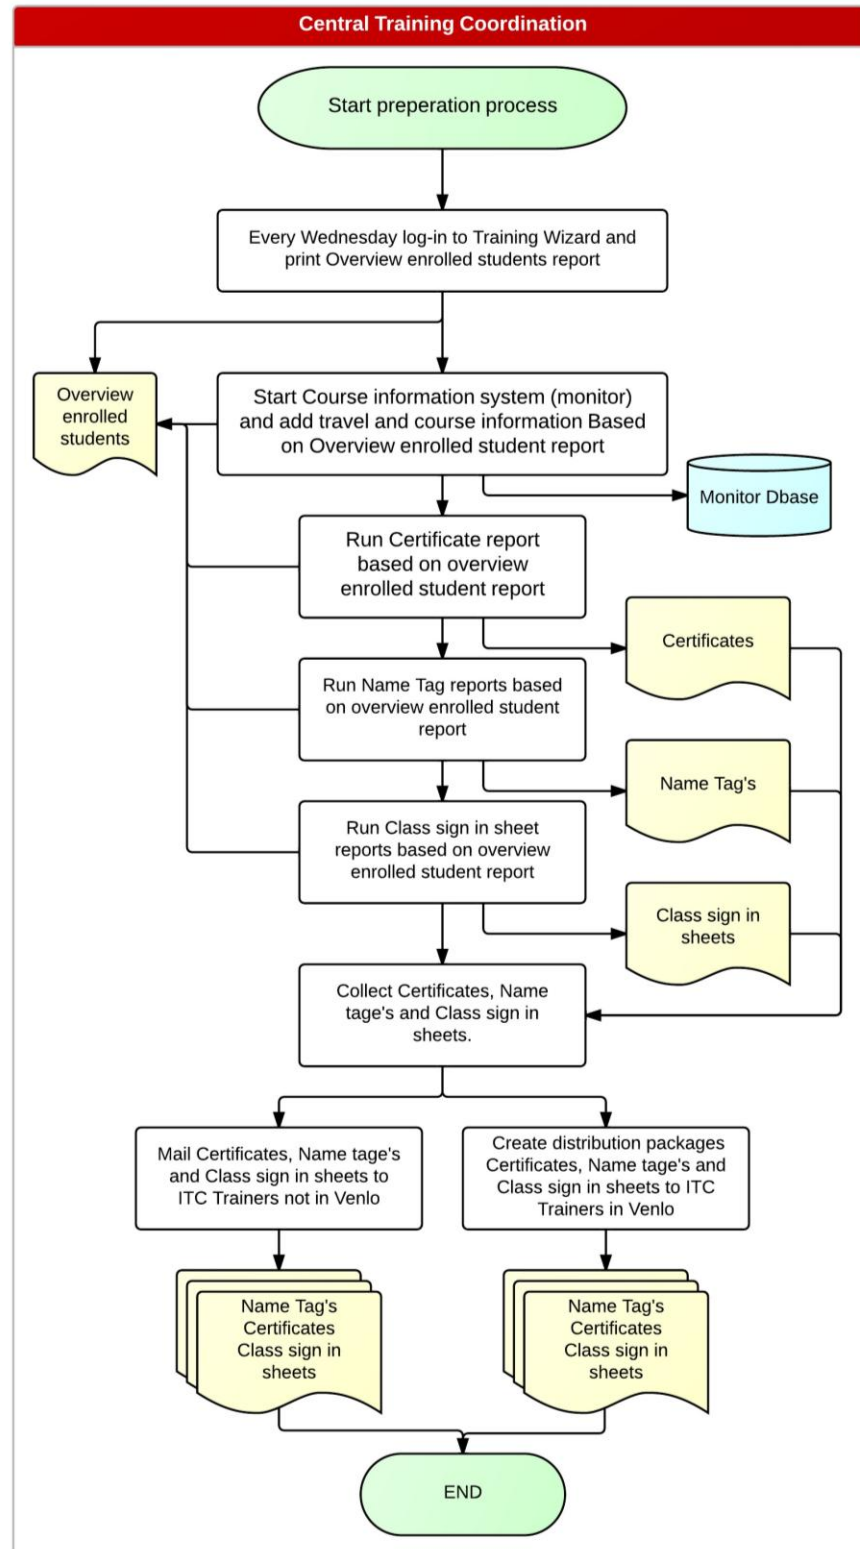 Central Training Coordination
Start preperation process
Every Wednesday log-in to Training Wizard and
print Overview enrolled students report
Overview
enrolled
students
Start Course information system (monitor)
and add travel and course information Based
on Overview enrolled student report
Monitor Dbase
Run Certificate report
based on overview
enrolled student report
Certificates
Run Name Tag reports based
on overview enrolled student
report
Name Tag's
Run Class sign in sheet
reports based on overview
enrolled student report
Class sign in
sheets
Collect Certificates, Name
tage's and Class sign in
sheets.
Mail Certificates, Name tage's
and Class sign in sheets to
ITC Trainers not in Venlo
Create distribution packages
Certificates, Name tage's and
Class sign in sheets to ITC
Trainers in Venlo
Name Tag's
Certificates
Class sign in
sheets
Name Tag's
Certificates
Class sign in
sheets
END